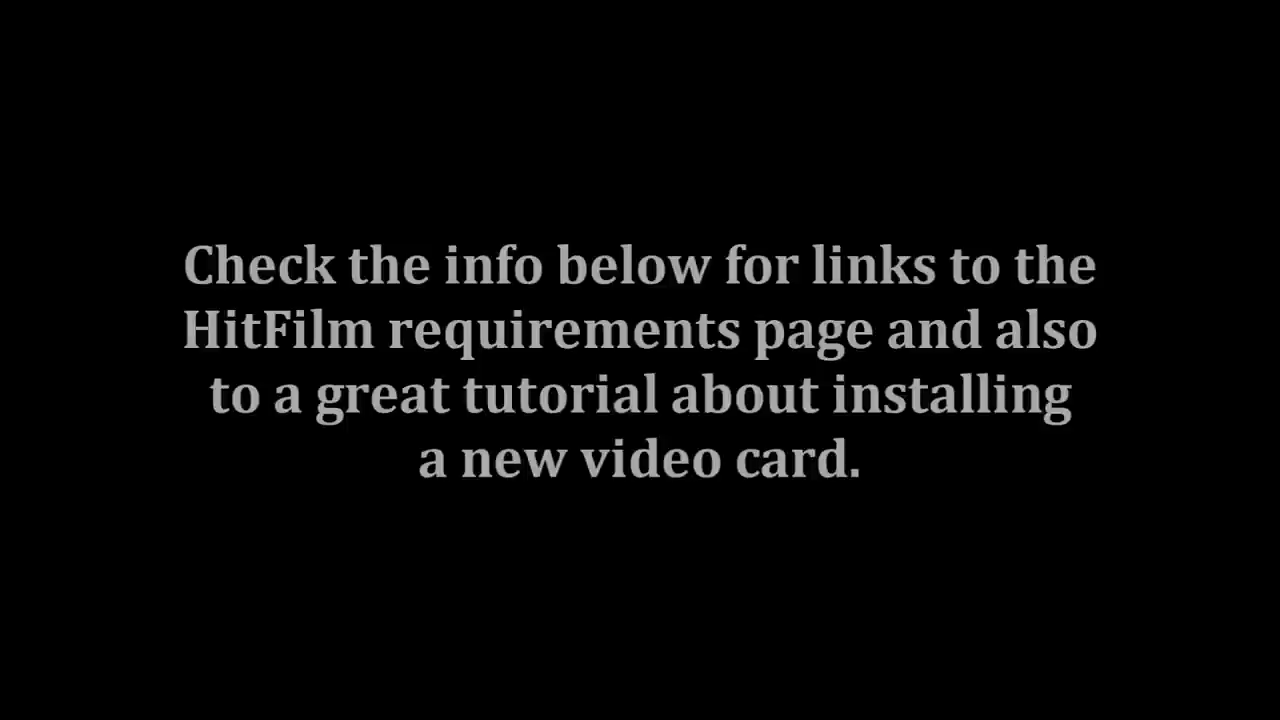 Check the info below for links to the
HitFilm requirements page and also
to a great tutorial about installing
a new video card.